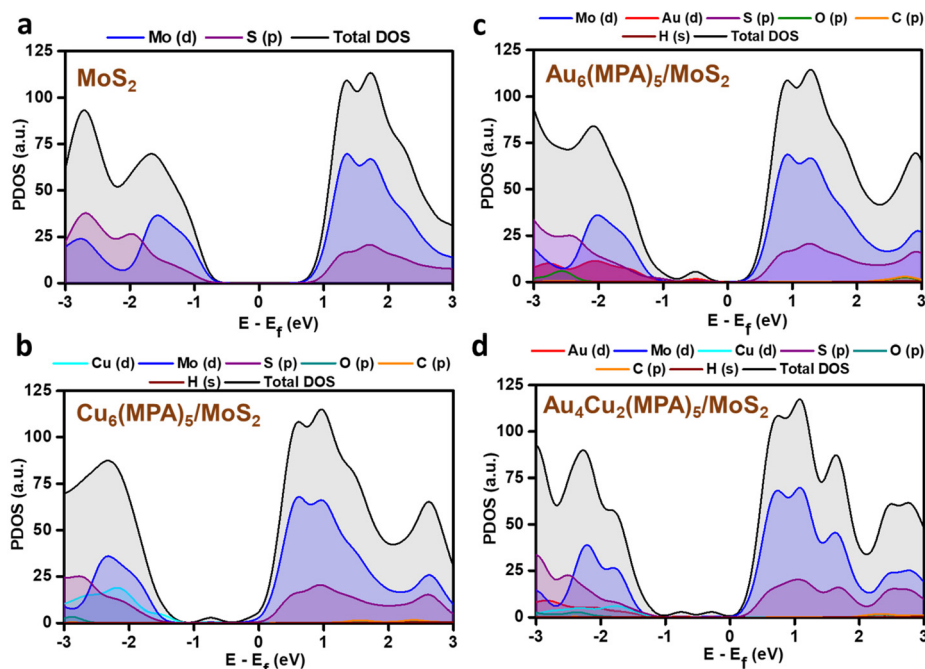 a
Mo (d) S (p) Total DOS
MoS₂
PDOS (a.u.)
125
100
75
50
25
0
-3 -2 -1 0 1 2 3
E - E_f (eV)
b
Cu (d) Mo (d) S (p) O (p) C (p)
H (s) Total DOS
Cu₆(MPA)₅/MoS₂
PDOS (a.u.)
125
100
75
50
25
0
-3 -2 -1 0 1 2 3
E - E_f (eV)
c
Mo (d) Au (d) S (p) O (p) C (p)
H (s) Total DOS
Au₆(MPA)₅/MoS₂
PDOS (a.u.)
125
100
75
50
25
0
-3 -2 -1 0 1 2 3
E - E_f (eV)
d
Au (d) Mo (d) Cu (d) S (p) O (p)
C (p) H (s) Total DOS
Au₄Cu₂(MPA)₅/MoS₂
PDOS (a.u.)
125
100
75
50
25
0
-3 -2 -1 0 1 2 3
E - E_f (eV)